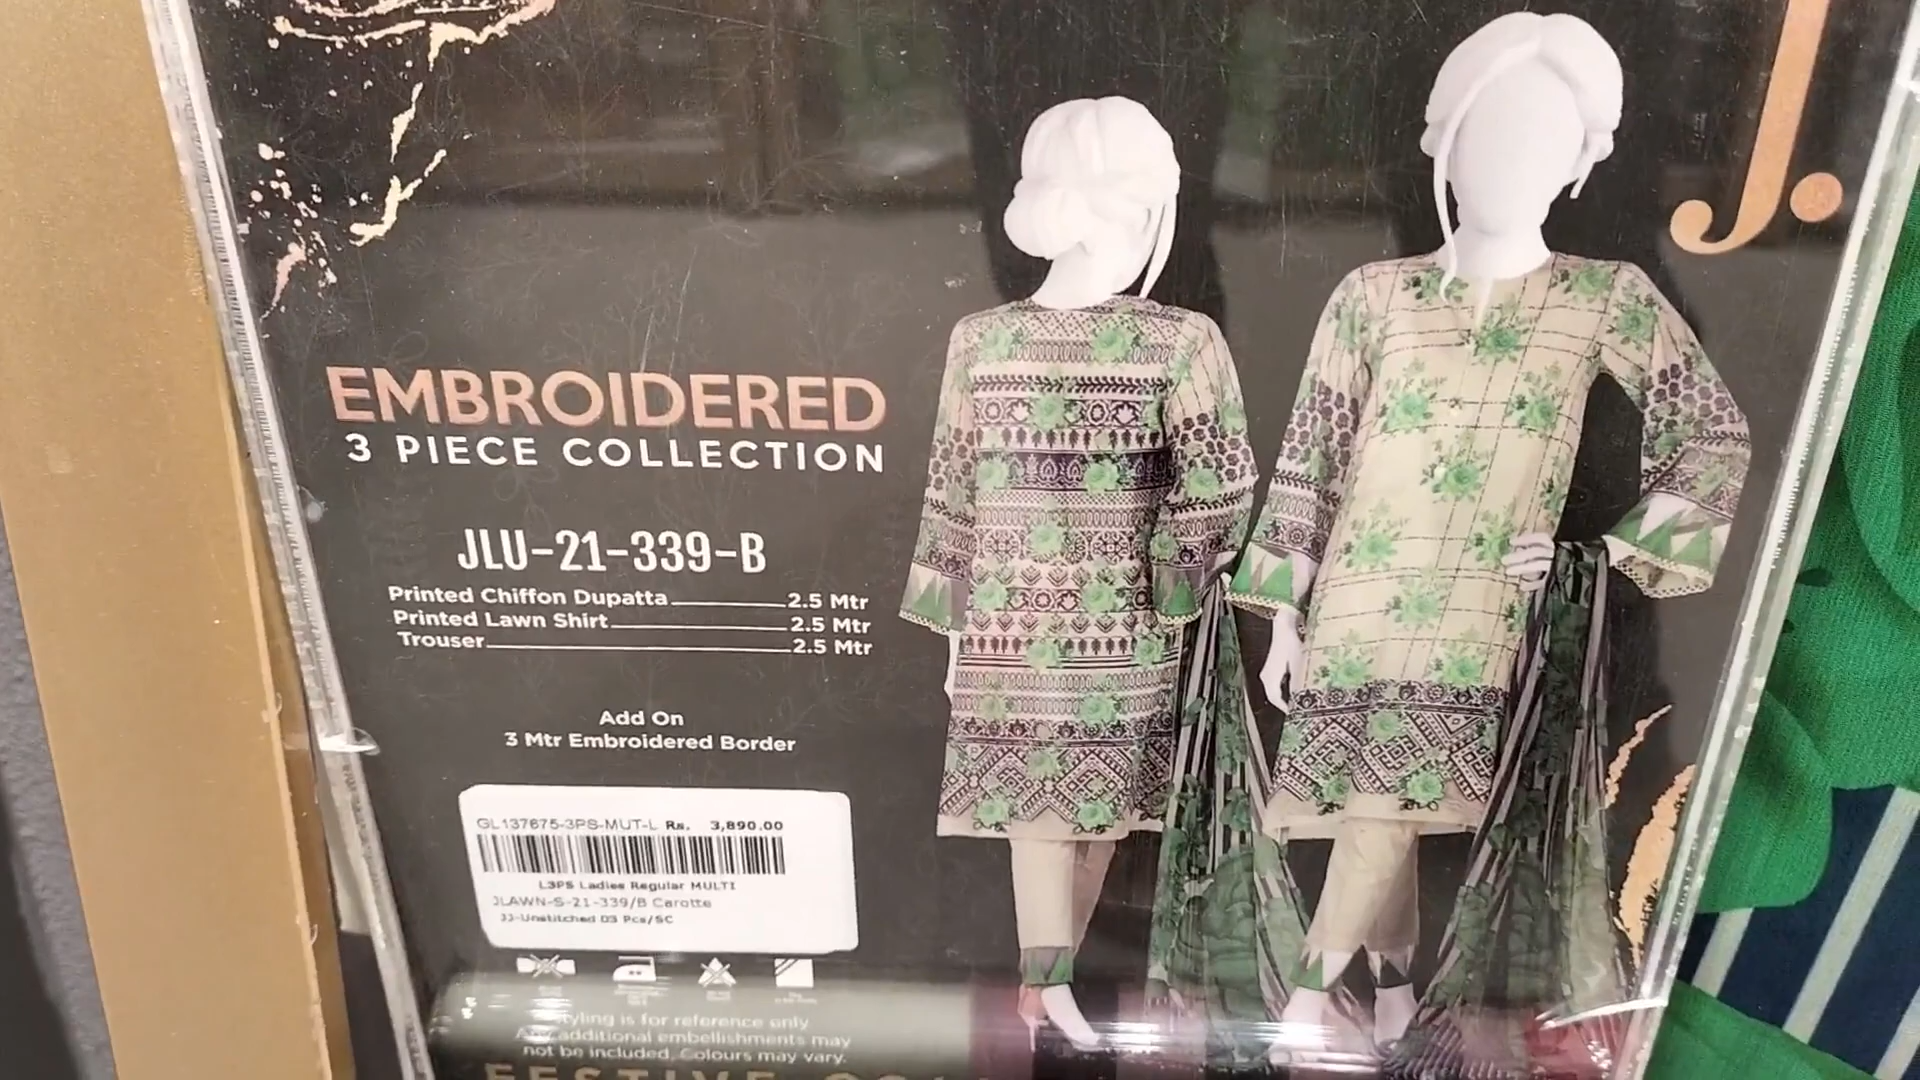 J.
EMBROIDERED
3 PIECE COLLECTION
JLU-21-339-B
Printed Chiffon Dupatta 2.5 Mtr
Printed Lawn Shirt 2.5 Mtr
Trouser 2.5 Mtr
Add On
3 Mtr Embroidered Border
GL137675-3PS-MUT-L Rs. 3,890.00
L3PS Ladies Regular MULTI
JLAWN-S-21-339/B Carotte
JJ-Unstitched 03 Pcs/SC
Styling is for reference only
Any additional embellishments may
not be included. Colours may vary.
FESTIVE